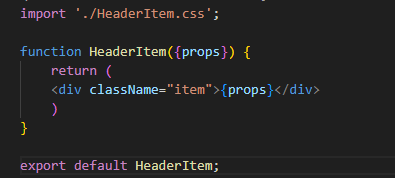 import './HeaderItem.css';
function HeaderItem({props}) {
return (
<div className="item">{props}</div>
)
}
export default HeaderItem;